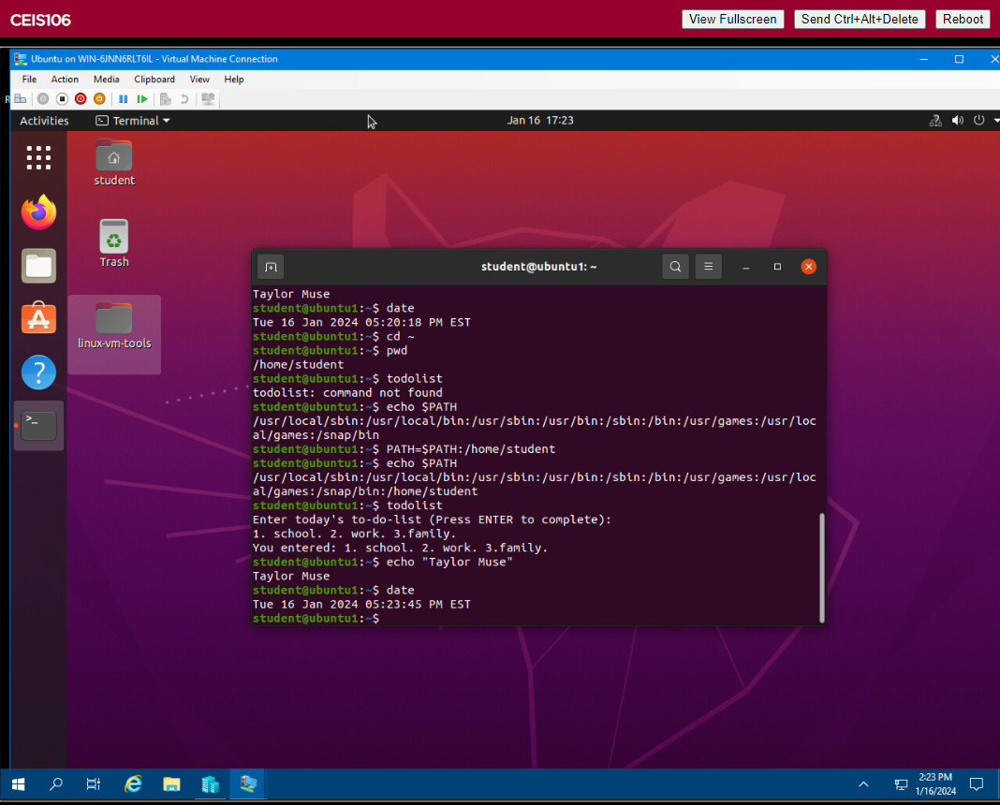 CEIS106
View Fullscreen
Send Ctrl+Alt+Delete
Reboot
Ubuntu on WIN-6JNN6RLT6IL - Virtual Machine Connection
File Action Media Clipboard View Help
R
Activities
Terminal
Jan 16 17:23
student
Trash
linux-vm-tools
student@ubuntu1: ~
Taylor Muse
student@ubuntu1:~$ date
Tue 16 Jan 2024 05:20:18 PM EST
student@ubuntu1:~$ cd ~
student@ubuntu1:~$ pwd
/home/student
student@ubuntu1:~$ todolist
todolist: command not found
student@ubuntu1:~$ echo $PATH
/usr/local/sbin:/usr/local/bin:/usr/sbin:/usr/bin:/sbin:/bin:/usr/games:/usr/loc
al/games:/snap/bin
student@ubuntu1:~$ PATH=$PATH:/home/student
student@ubuntu1:~$ echo $PATH
/usr/local/sbin:/usr/local/bin:/usr/sbin:/usr/bin:/sbin:/bin:/usr/games:/usr/loc
al/games:/snap/bin:/home/student
student@ubuntu1:~$ todolist
Enter today's to-do-list (Press ENTER to complete):
1. school. 2. work. 3.family.
You entered: 1. school. 2. work. 3.family.
student@ubuntu1:~$ echo "Taylor Muse"
Taylor Muse
student@ubuntu1:~$ date
Tue 16 Jan 2024 05:23:45 PM EST
student@ubuntu1:~$
2:23 PM
1/16/2024